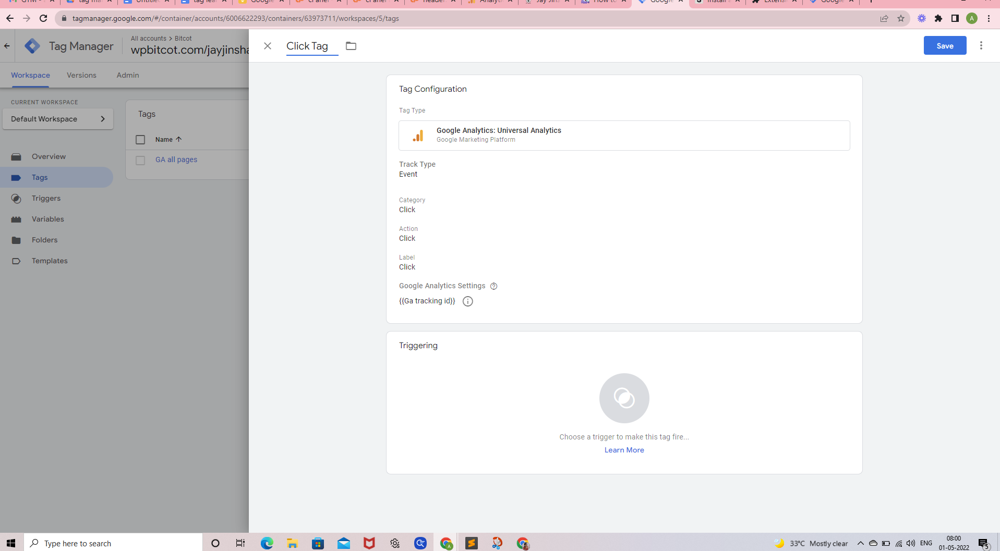 tagmanager.google.com/#/container/accounts/6006622293/containers/63973711/workspaces/5/tags
A
Tag Manager
All accounts > Bitcot
wpbitcot.com/jayjinsha
Click Tag
Save
Workspace Versions Admin
CURRENT WORKSPACE
Default Workspace
Overview
Tags
Triggers
Variables
Folders
Templates
Tags
Name
GA all pages
Tag Configuration
Tag Type
Google Analytics: Universal Analytics
Google Marketing Platform
Track Type
Event
Category
Click
Action
Click
Label
Click
Google Analytics Settings
{{Ga tracking id}}
Triggering
Choose a trigger to make this tag fire...
Learn More
Type here to search
33°C Mostly clear
ENG
08:00
01-05-2022
5